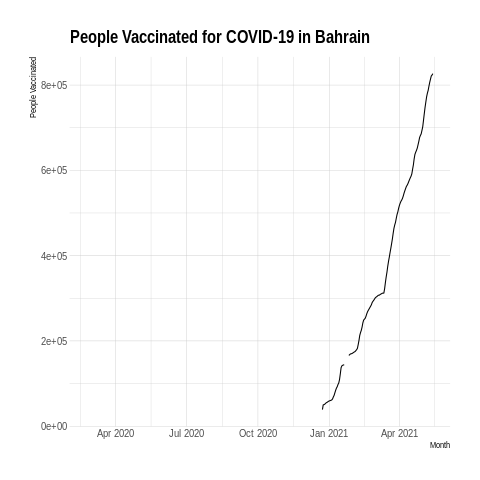 People Vaccinated for COVID-19 in Bahrain
People Vaccinated
8e+05
6e+05
4e+05
2e+05
0e+00
Apr 2020 Jul 2020 Oct 2020 Jan 2021 Apr 2021
Month